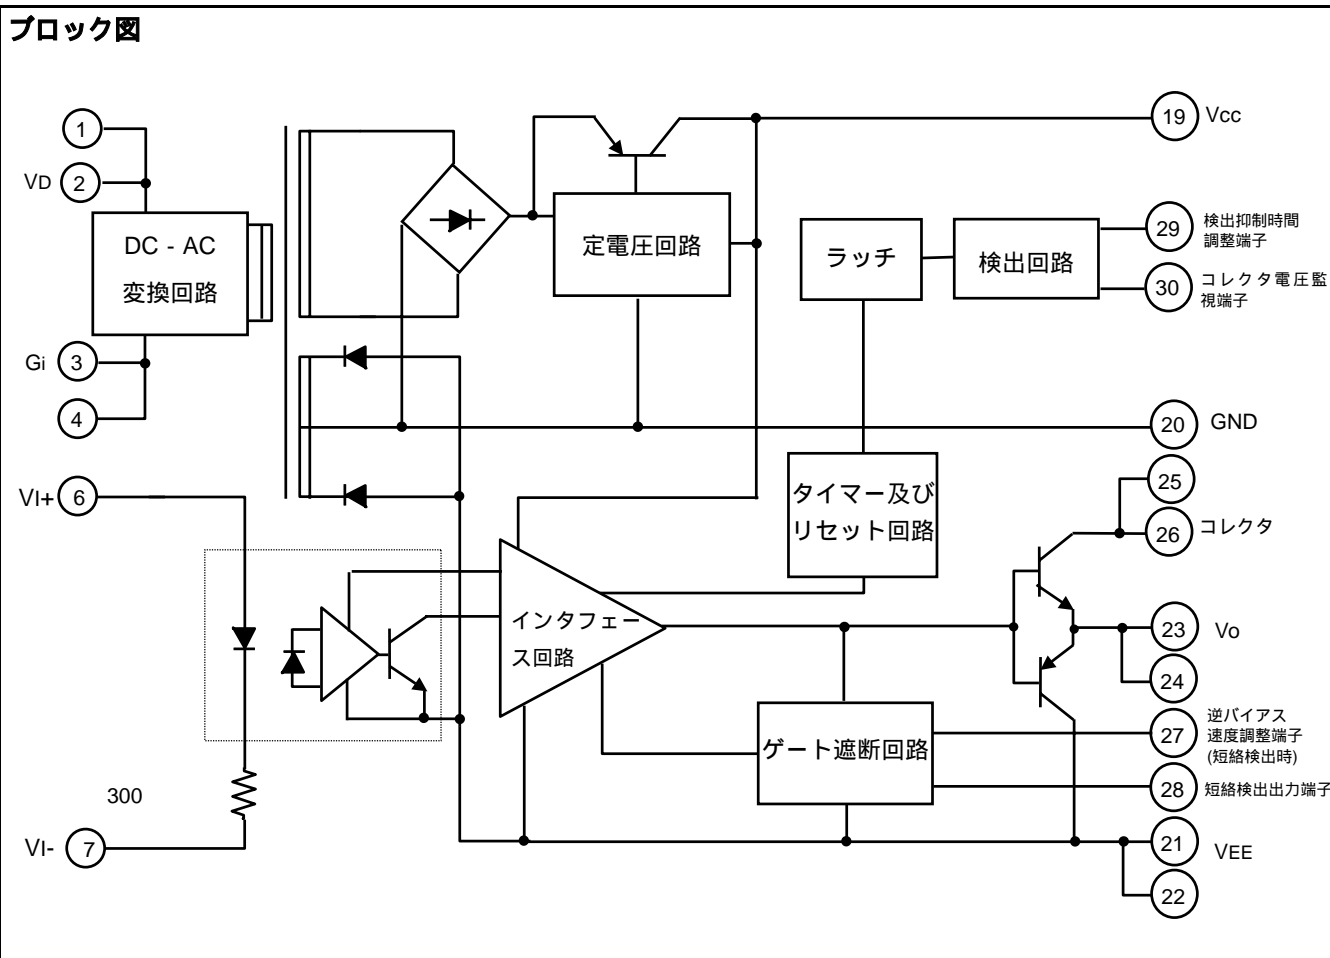 ブロック図
1
VD 2
DC - AC
変換回路
Gi 3
4
VI+ 6
300
VI- 7
定電圧回路
ラッチ
検出回路
タイマー及び
リセット回路
インタフェー
ス回路
ゲート遮断回路
19 Vcc
29 検出抑制時間
調整端子
30 コレクタ電圧監
視端子
20 GND
25
26 コレクタ
23 Vo
24
27 逆バイアス
速度調整端子
(短絡検出時)
28 短絡検出出力端子
21 VEE
22